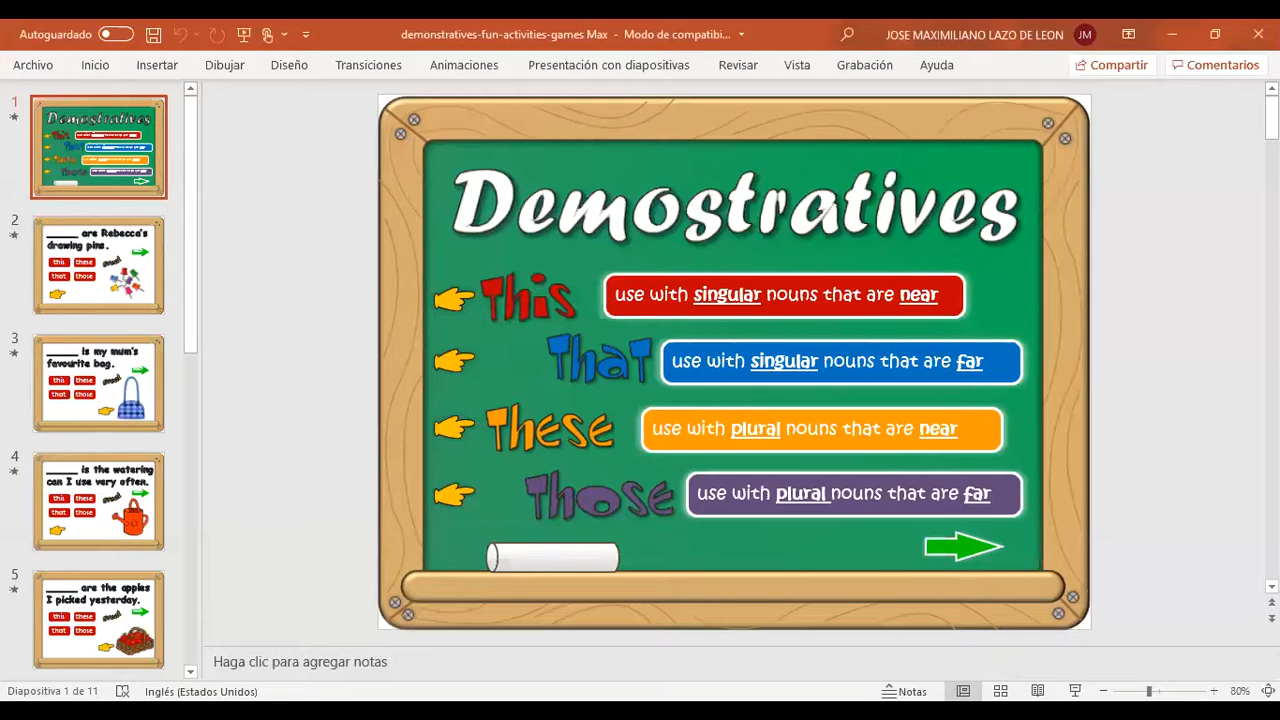 Autoguardado
demonstratives-fun-activities-games Max - Modo de compatibi...
JOSE MAXIMILIANO LAZO DE LEON
JM
Archivo Inicio Insertar Dibujar Diseño Transiciones Animaciones Presentación con diapositivas Revisar Vista Grabación Ayuda Compartir Comentarios
1
Demostratives
2
_____ are Rebecca's
drawing pins.
this these
that those
3
_____ is my mum's
favourite bag.
this these
that those
4
_____ is the watering
can I use very often.
this these
that those
5
_____ are the apples
I picked yesterday.
this these
that those
Demostratives
This use with singular nouns that are near
That use with singular nouns that are far
These use with plural nouns that are near
Those use with plural nouns that are far
Haga clic para agregar notas
Diapositiva 1 de 11 Inglés (Estados Unidos) Notas 80%